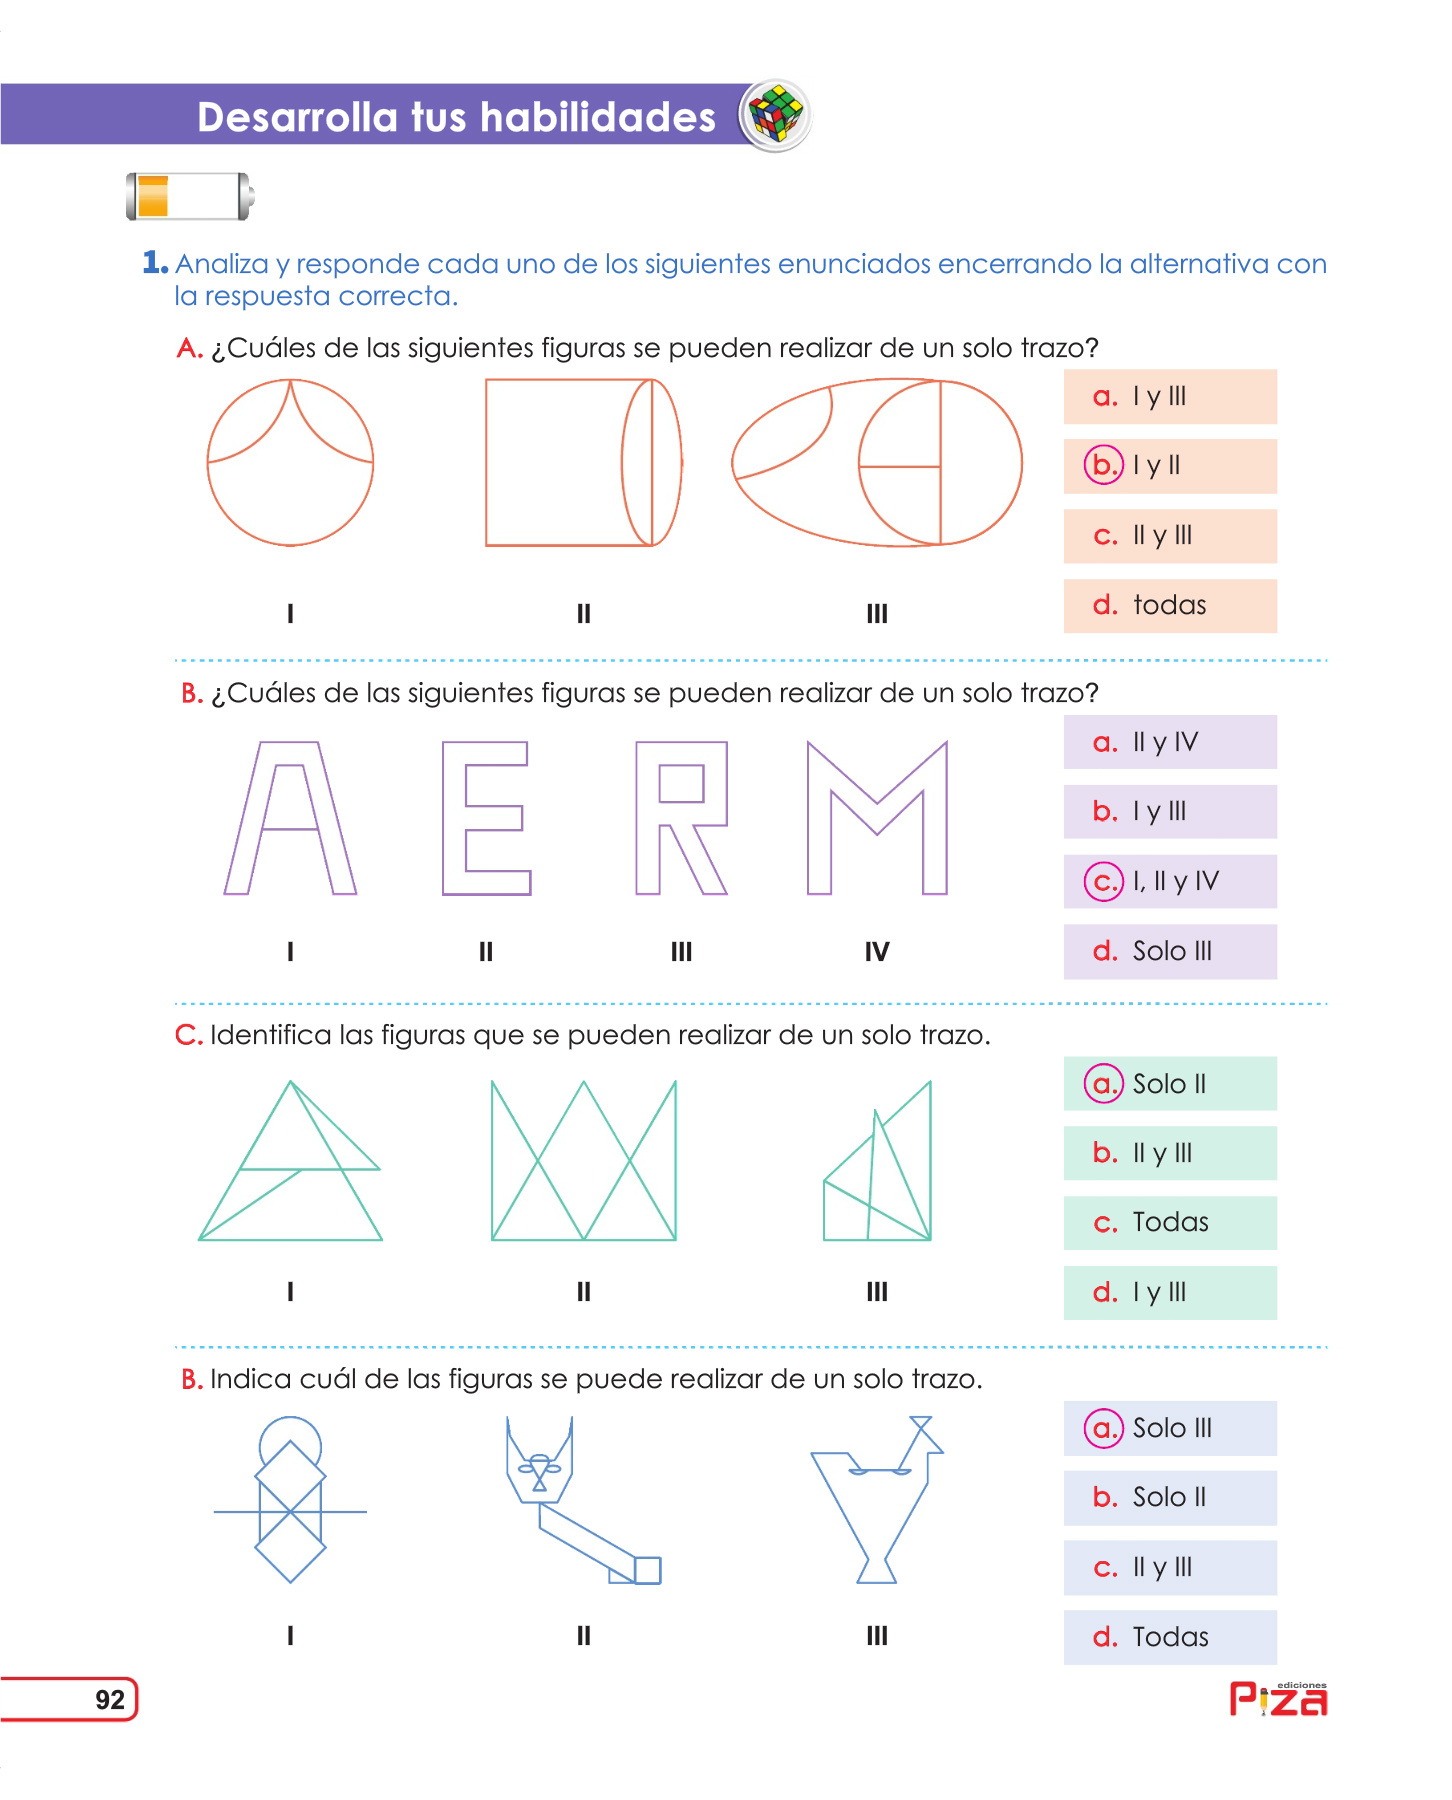 Desarrolla tus habilidades
1. Analiza y responde cada uno de los siguientes enunciados encerrando la alternativa con
la respuesta correcta.
A. ¿Cuáles de las siguientes figuras se pueden realizar de un solo trazo?
a. I y III
b. I y II
c. II y III
d. todas
I II III
B. ¿Cuáles de las siguientes figuras se pueden realizar de un solo trazo?
A E R M
a. II y IV
b. I y III
c. I, II y IV
d. Solo III
I II III IV
C. Identifica las figuras que se pueden realizar de un solo trazo.
a. Solo II
b. II y III
c. Todas
d. I y III
I II III
B. Indica cuál de las figuras se puede realizar de un solo trazo.
a. Solo III
b. Solo II
c. II y III
d. Todas
I II III
92
ediciones
Piza